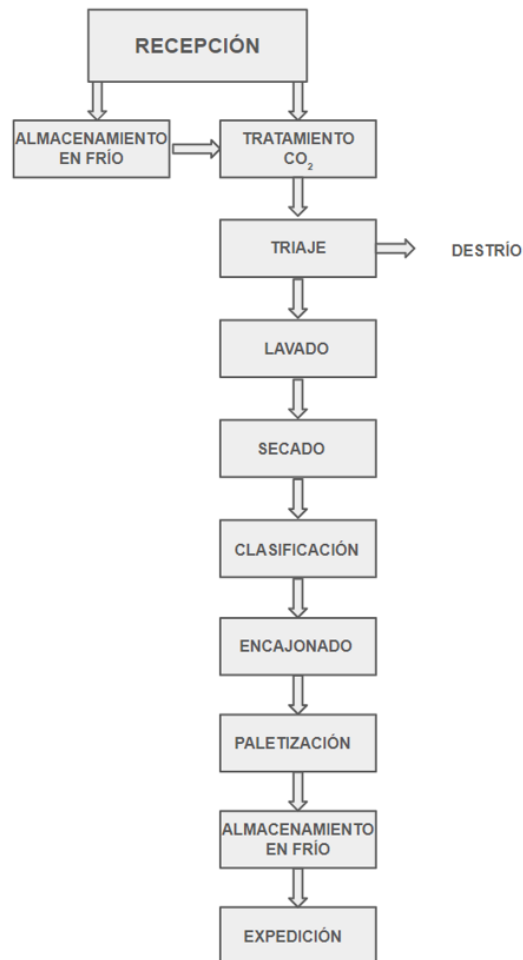 RECEPCIÓN
ALMACENAMIENTO
EN FRÍO
TRATAMIENTO
CO₂
TRIAJE
DESTRÍO
LAVADO
SECADO
CLASIFICACIÓN
ENCAJONADO
PALETIZACIÓN
ALMACENAMIENTO
EN FRÍO
EXPEDICIÓN